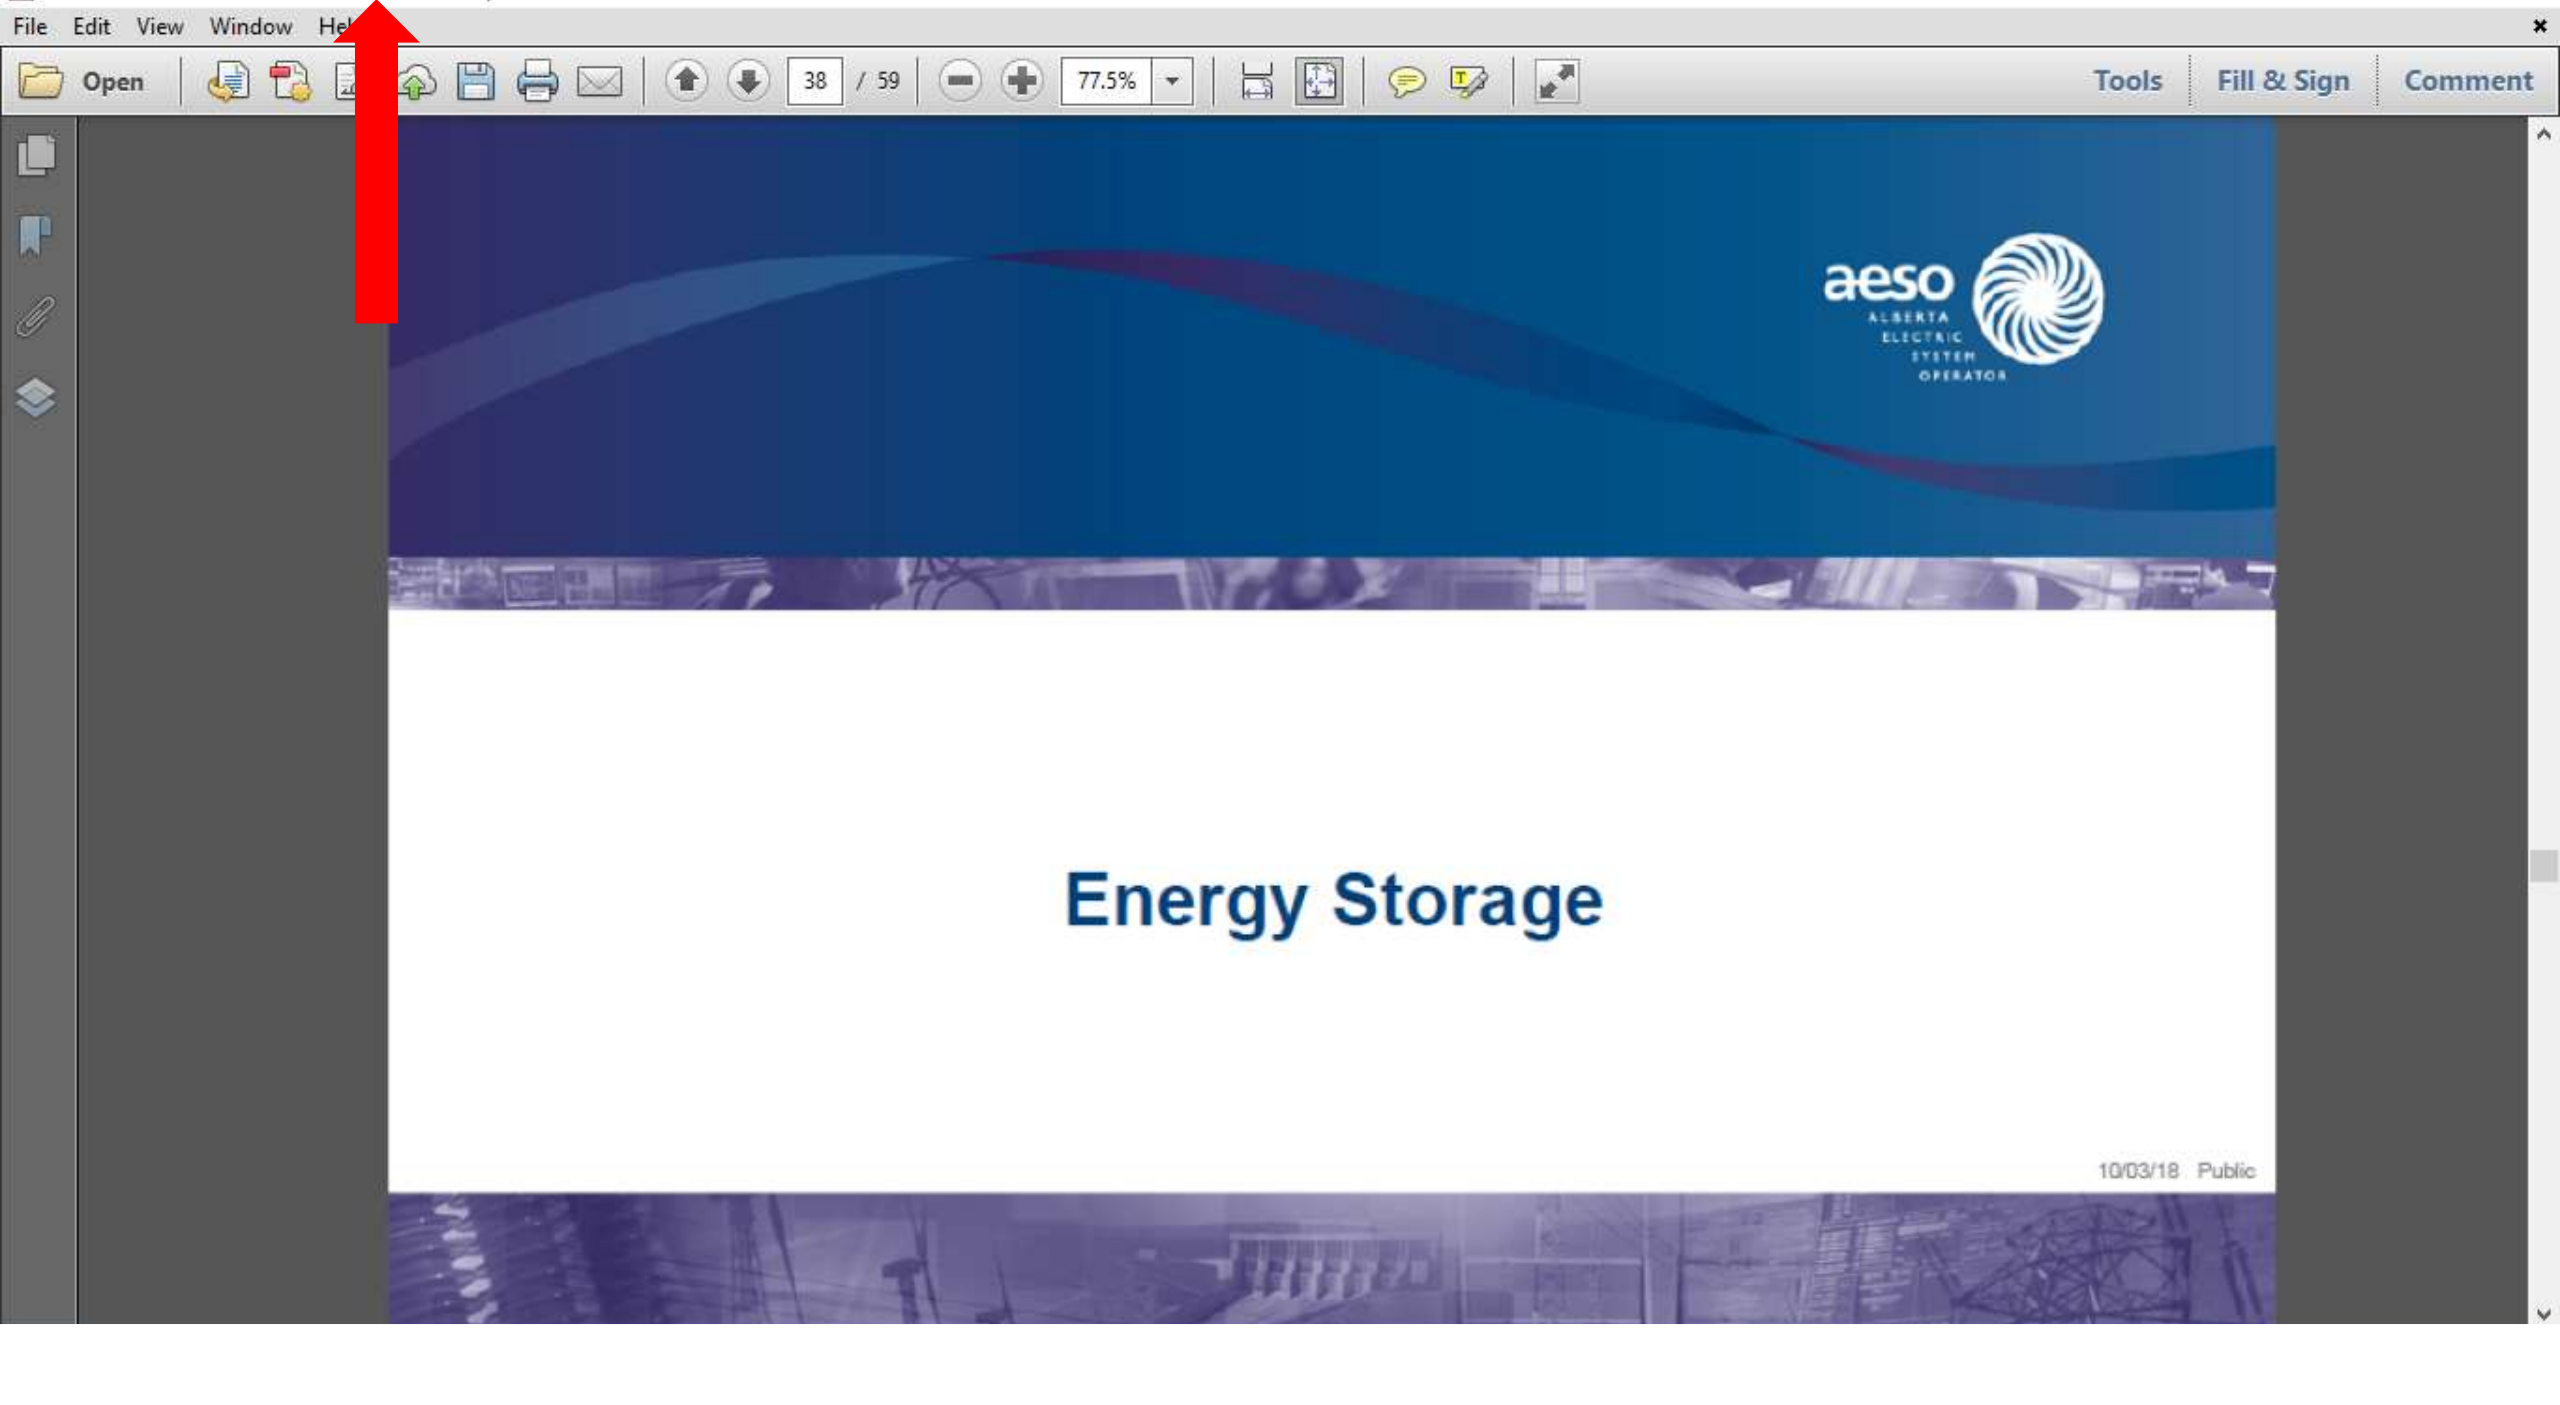 File Edit View Window Hel
Open 38 / 59 77.5% Tools Fill & Sign Comment
aeso
ALBERTA
ELECTRIC
SYSTEM
OPERATOR
Energy Storage
10/03/18 Public